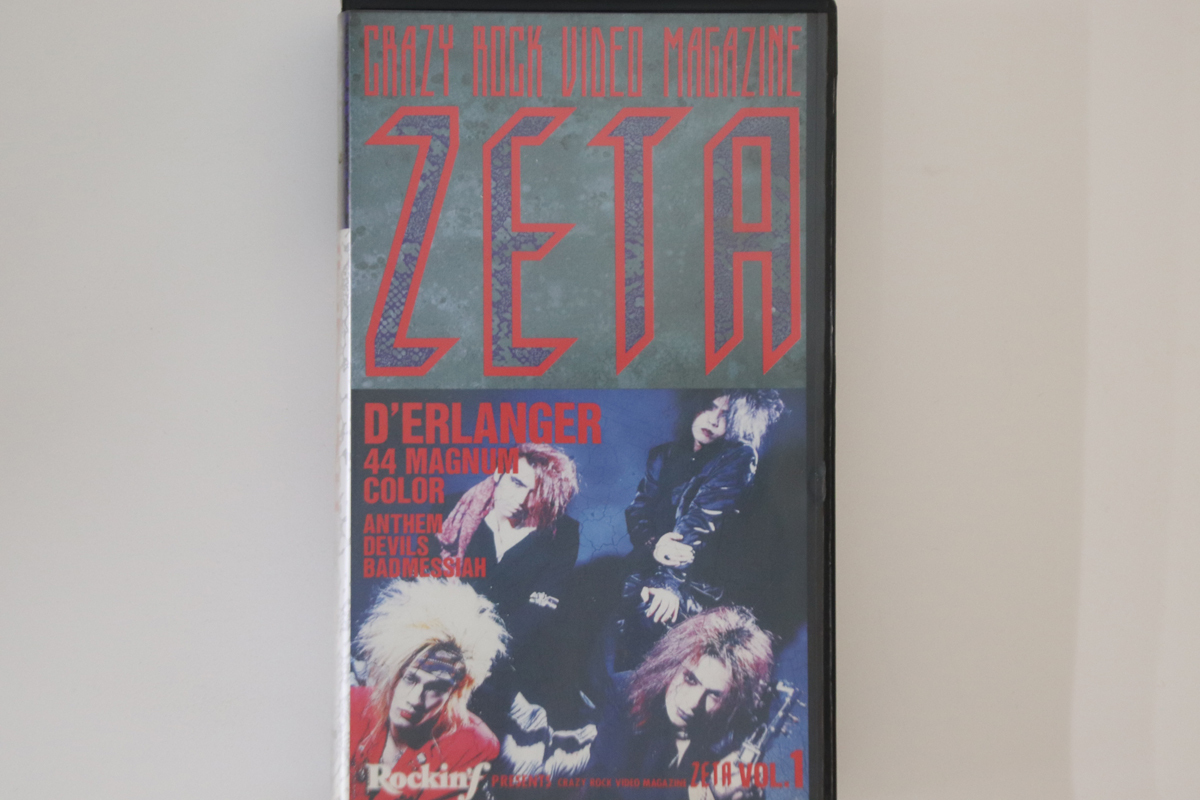 CRAZY ROCK VIDEO MAGAZINE
ZETA
D'ERLANGER
44 MAGNUM
COLOR
ANTHEM
DEVILS
BADMESSIAH
Rockin'f PRESENTS CRAZY ROCK VIDEO MAGAZINE ZETA VOL.1